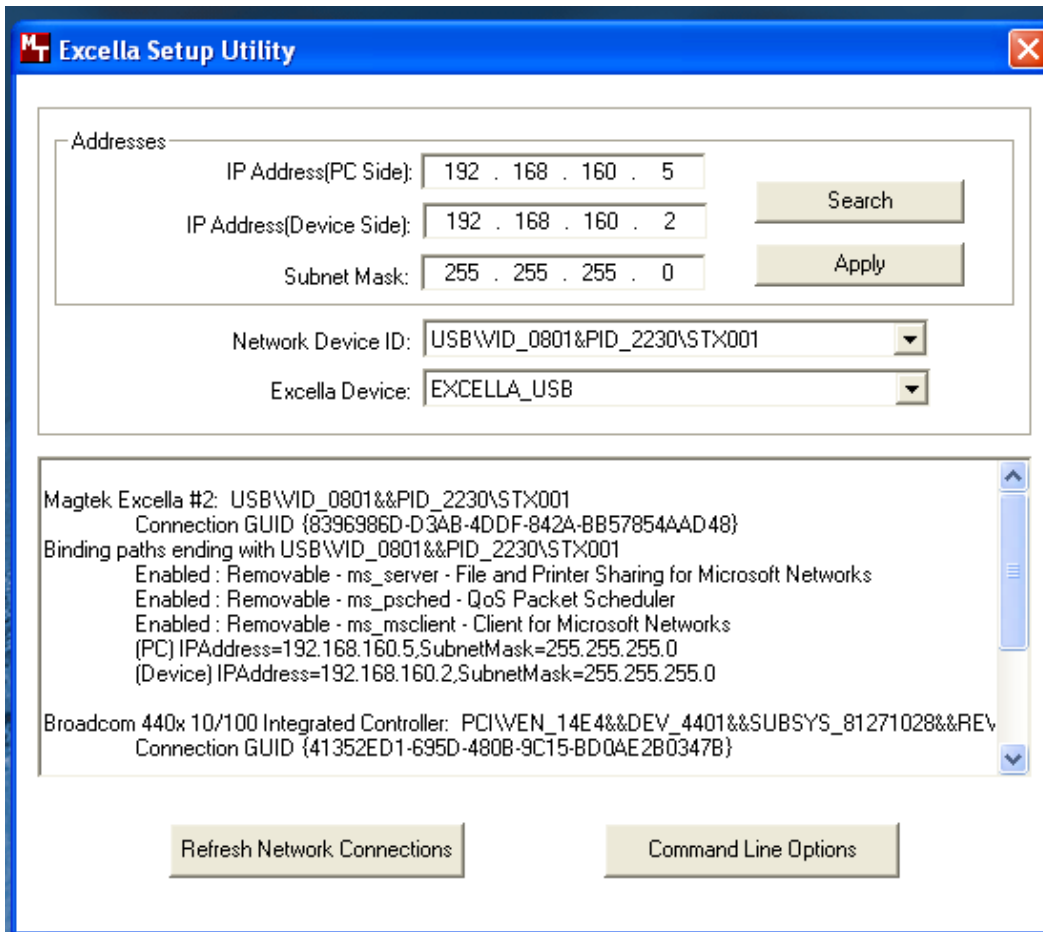 MT Excella Setup Utility
Addresses
IP Address(PC Side): 192 . 168 . 160 . 5
Search
IP Address(Device Side): 192 . 168 . 160 . 2
Apply
Subnet Mask: 255 . 255 . 255 . 0
Network Device ID: USB\VID_0801&PID_2230\STX001
Excella Device: EXCELLA_USB
Magtek Excella #2:  USB\VID_0801&&PID_2230\STX001
Connection GUID {8396986D-D3AB-4DDF-842A-BB57854AAD48}
Binding paths ending with USB\VID_0801&&PID_2230\STX001
Enabled : Removable - ms_server - File and Printer Sharing for Microsoft Networks
Enabled : Removable - ms_psched - QoS Packet Scheduler
Enabled : Removable - ms_msclient - Client for Microsoft Networks
(PC) IPAddress=192.168.160.5,SubnetMask=255.255.255.0
(Device) IPAddress=192.168.160.2,SubnetMask=255.255.255.0
Broadcom 440x 10/100 Integrated Controller:  PCI\VEN_14E4&&DEV_4401&&SUBSYS_81271028&&REV
Connection GUID {41352ED1-695D-480B-9C15-BD0AE2B0347B}
Refresh Network Connections
Command Line Options